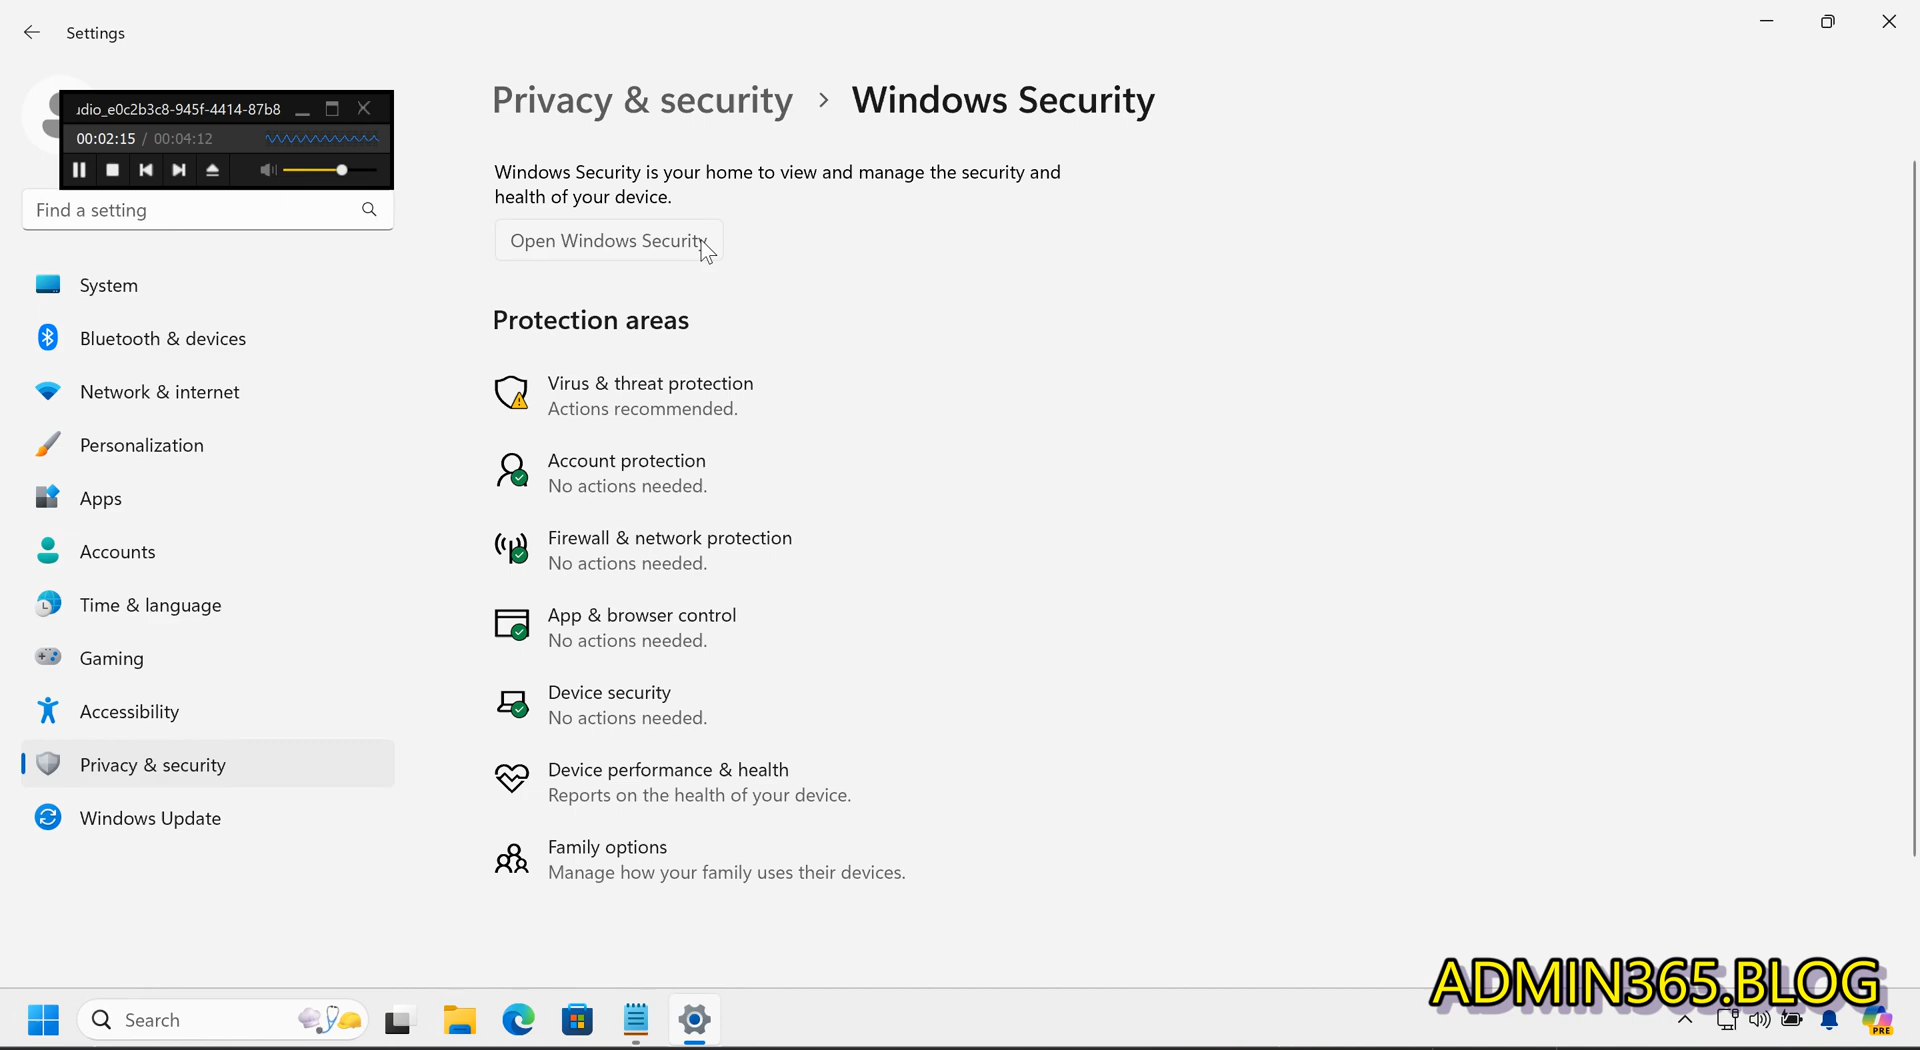 Settings
ıdio_e0c2b3c8-945f-4414-87b8
00:02:15 / 00:04:12
Find a setting
System
Bluetooth & devices
Network & internet
Personalization
Apps
Accounts
Time & language
Gaming
Accessibility
Privacy & security
Windows Update
Privacy & security > Windows Security
Windows Security is your home to view and manage the security and
health of your device.
Open Windows Security
Protection areas
Virus & threat protection
Actions recommended.
Account protection
No actions needed.
Firewall & network protection
No actions needed.
App & browser control
No actions needed.
Device security
No actions needed.
Device performance & health
Reports on the health of your device.
Family options
Manage how your family uses their devices.
ADMIN365.BLOG
Search
PRE